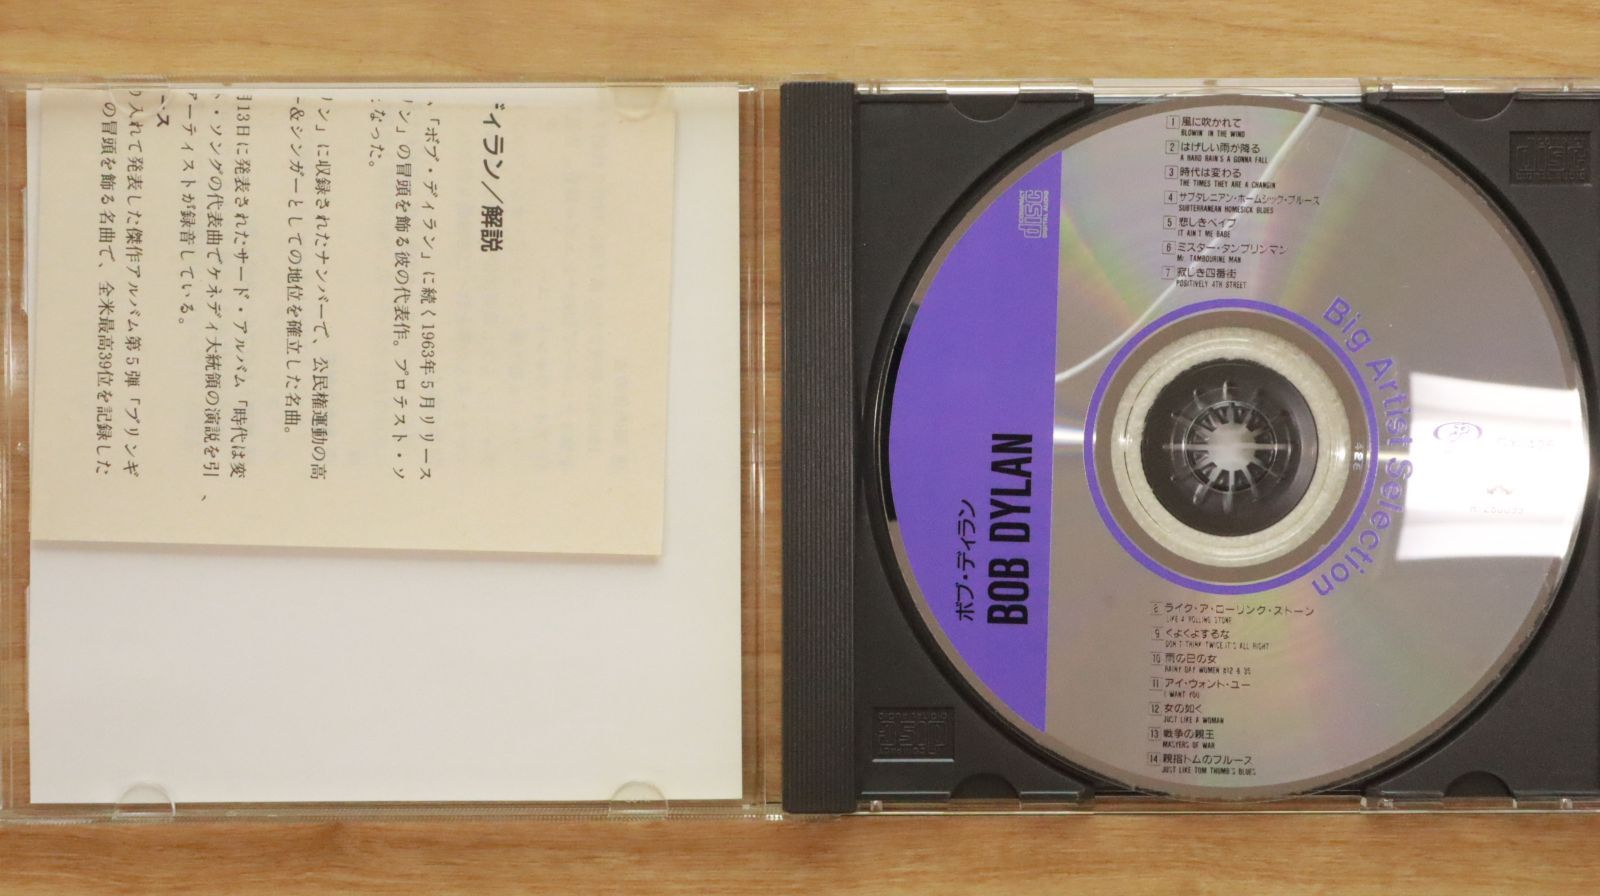 ディラン/解説
、「ボブ・ディラン」に続く1963年5月リリース
ン」の冒頭を飾る彼の代表作。プロテスト・ソ
なった。
リン」に収録されたナンバーで、公民権運動の高
&シンガーとしての地位を確立した名曲。
月13日に発表されたサード・アルバム「時代は変
・ソングの代表曲でケネディ大統領の演説を引、
アーティストが録音している。
ース
り入れて発表した傑作アルバム第5弾「ブリンギ
の冒頭を飾る名曲で、全米最高39位を記録した
1 風に吹かれて
BLOWIN' IN THE WIND
2 はげしい雨が降る
A HARD RAIN'S A GONNA FALL
3 時代は変わる
THE TIMES THEY ARE A CHANGIN
4 サブタレニアン・ホームシック・ブルース
SUBTERRANEAN HOMESICK BLUES
5 悲しきベイブ
IT AIN'T ME BABE
6 ミスター・タンブリンマン
Mr. TAMBOURINE MAN
7 寂しき四番街
POSITIVELY 4TH STREET
COMPACT
disc
DIGITAL AUDIO
Big Artist Selection
ボブ・ディラン
BOB DYLAN
8 ライク・ア・ローリング・ストーン
LIKE A ROLLING STONE
9 くよくよするな
DON'T THINK TWICE IT'S ALL RIGHT
10 雨の日の女
RAINY DAY WOMEN #12 & 35
11 アイ・ウォント・ユー
I WANT YOU
12 女の如く
JUST LIKE A WOMAN
13 戦争の親玉
MASTERS OF WAR
14 親指トムのブルース
JUST LIKE TOM THUMB'S BLUES